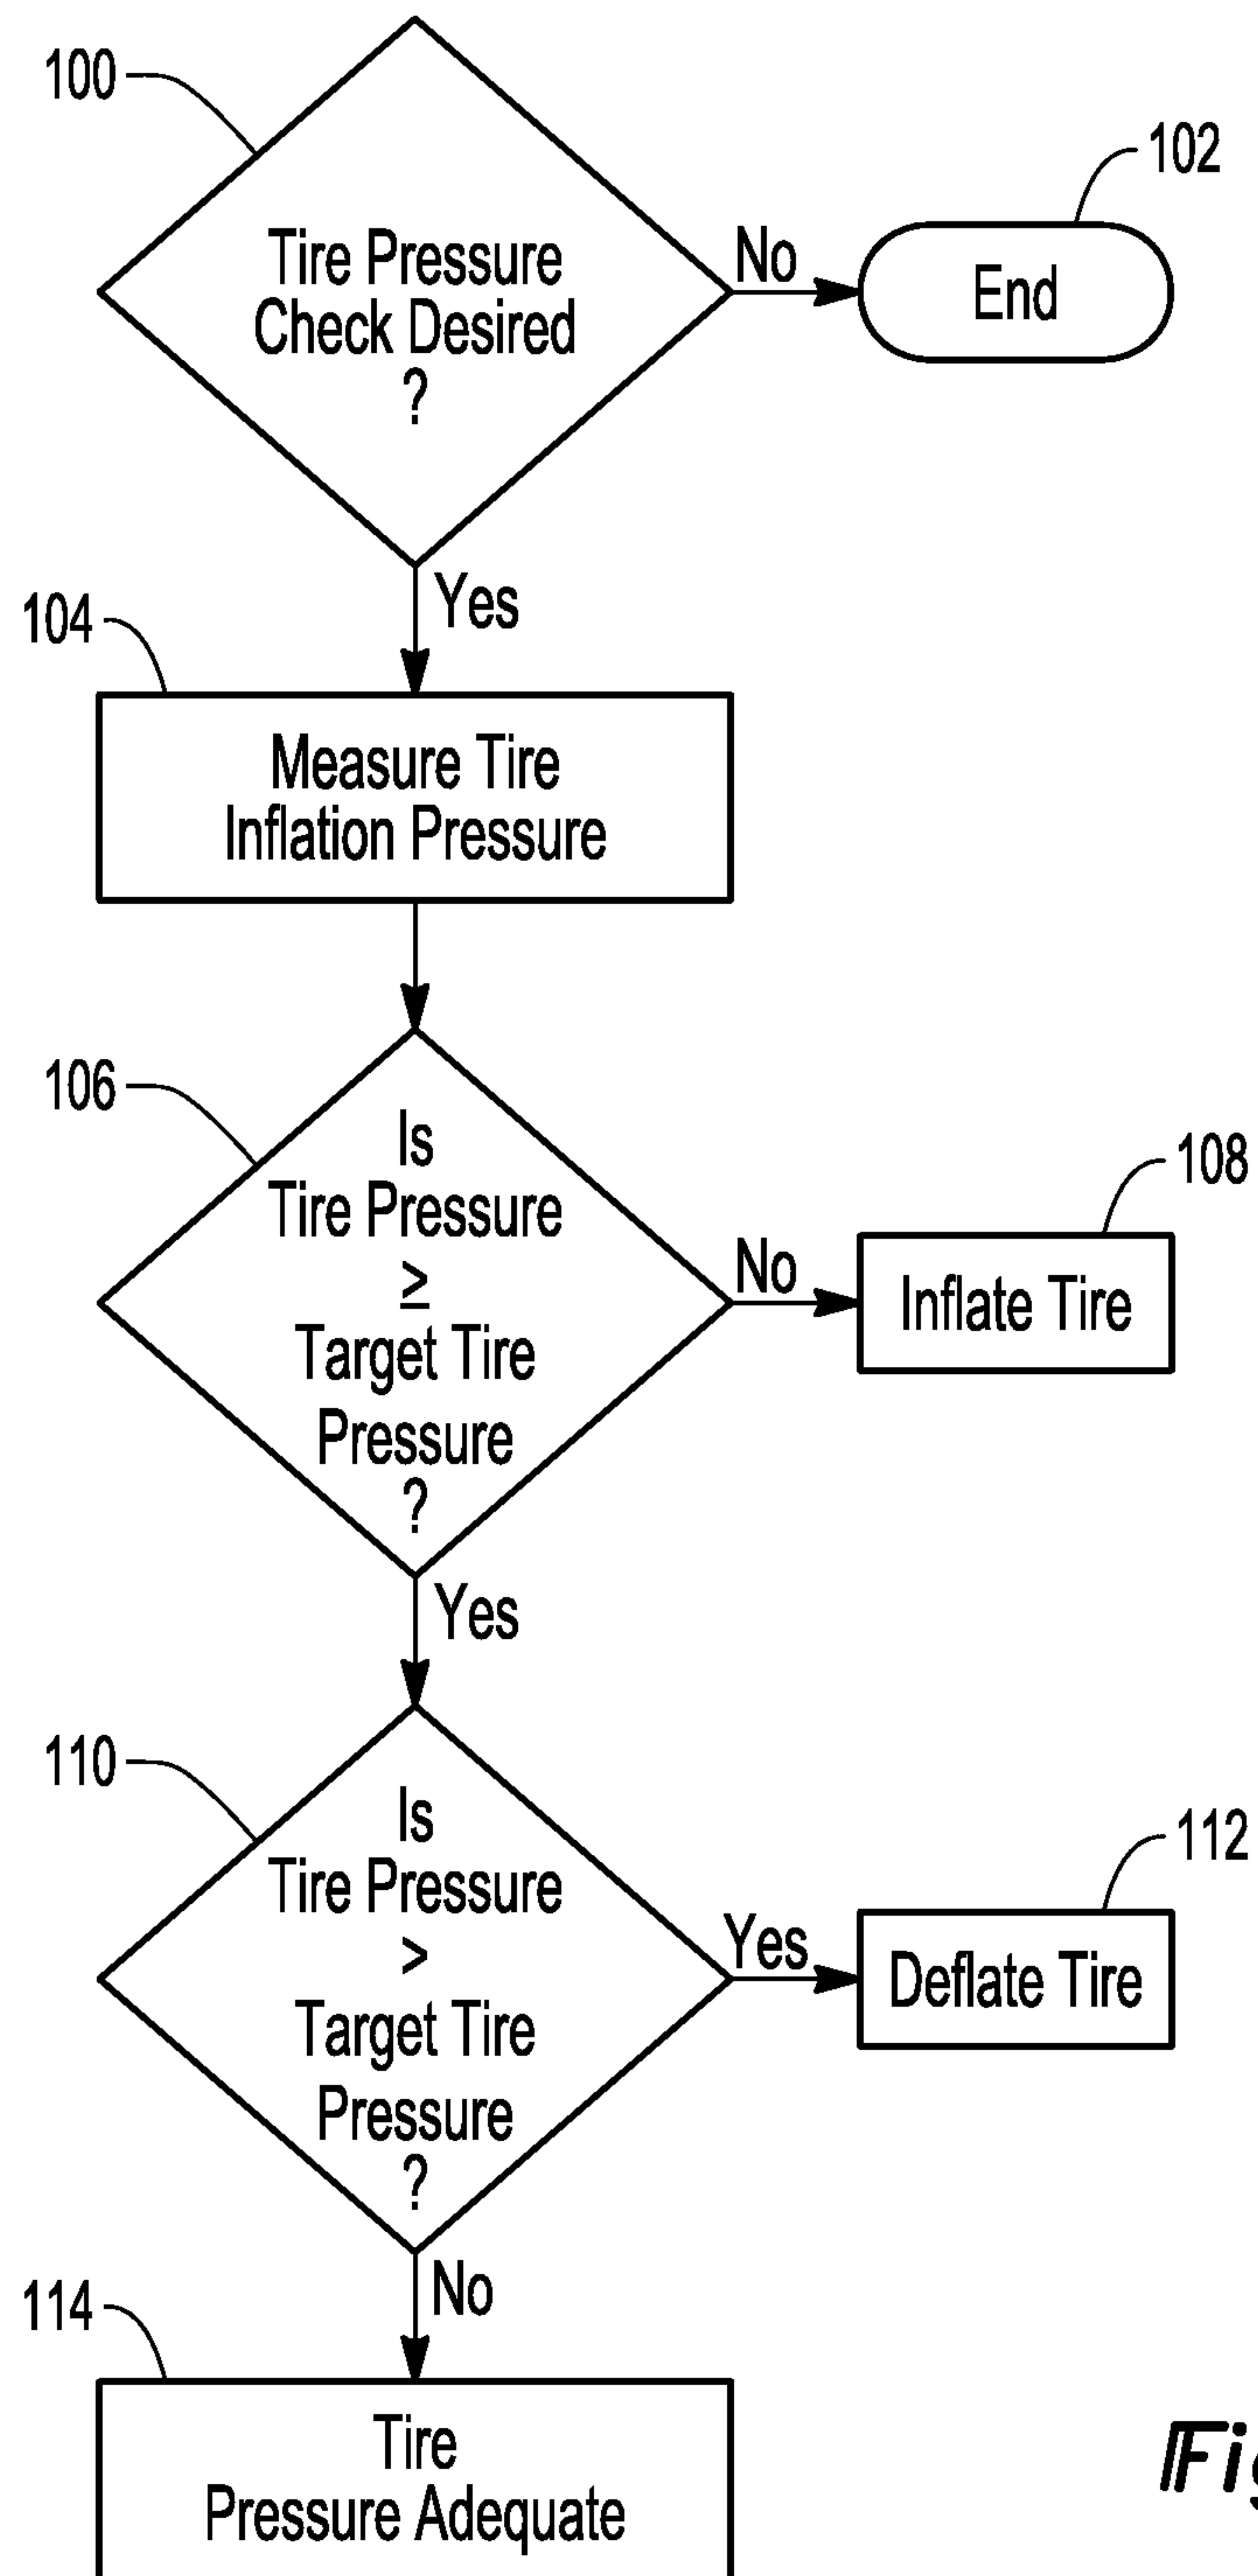 100
Tire Pressure
Check Desired
?
No
102
End
Yes
104
Measure Tire
Inflation Pressure
106
Is
Tire Pressure
≥
Target Tire
Pressure
?
No
108
Inflate Tire
Yes
110
Is
Tire Pressure
>
Target Tire
Pressure
?
Yes
112
Deflate Tire
No
114
Tire
Pressure Adequate